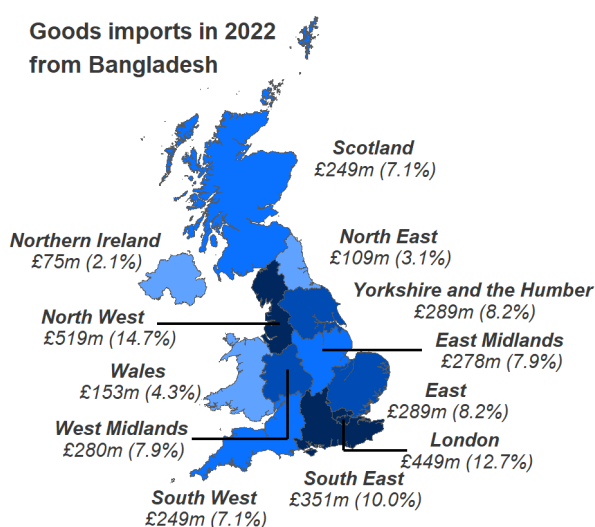 Goods imports in 2022
from Bangladesh
Scotland
£249m (7.1%)
Northern Ireland
£75m (2.1%)
North East
£109m (3.1%)
Yorkshire and the Humber
£289m (8.2%)
North West
£519m (14.7%)
East Midlands
£278m (7.9%)
Wales
£153m (4.3%)
East
£289m (8.2%)
West Midlands
£280m (7.9%)
London
£449m (12.7%)
South East
£351m (10.0%)
South West
£249m (7.1%)